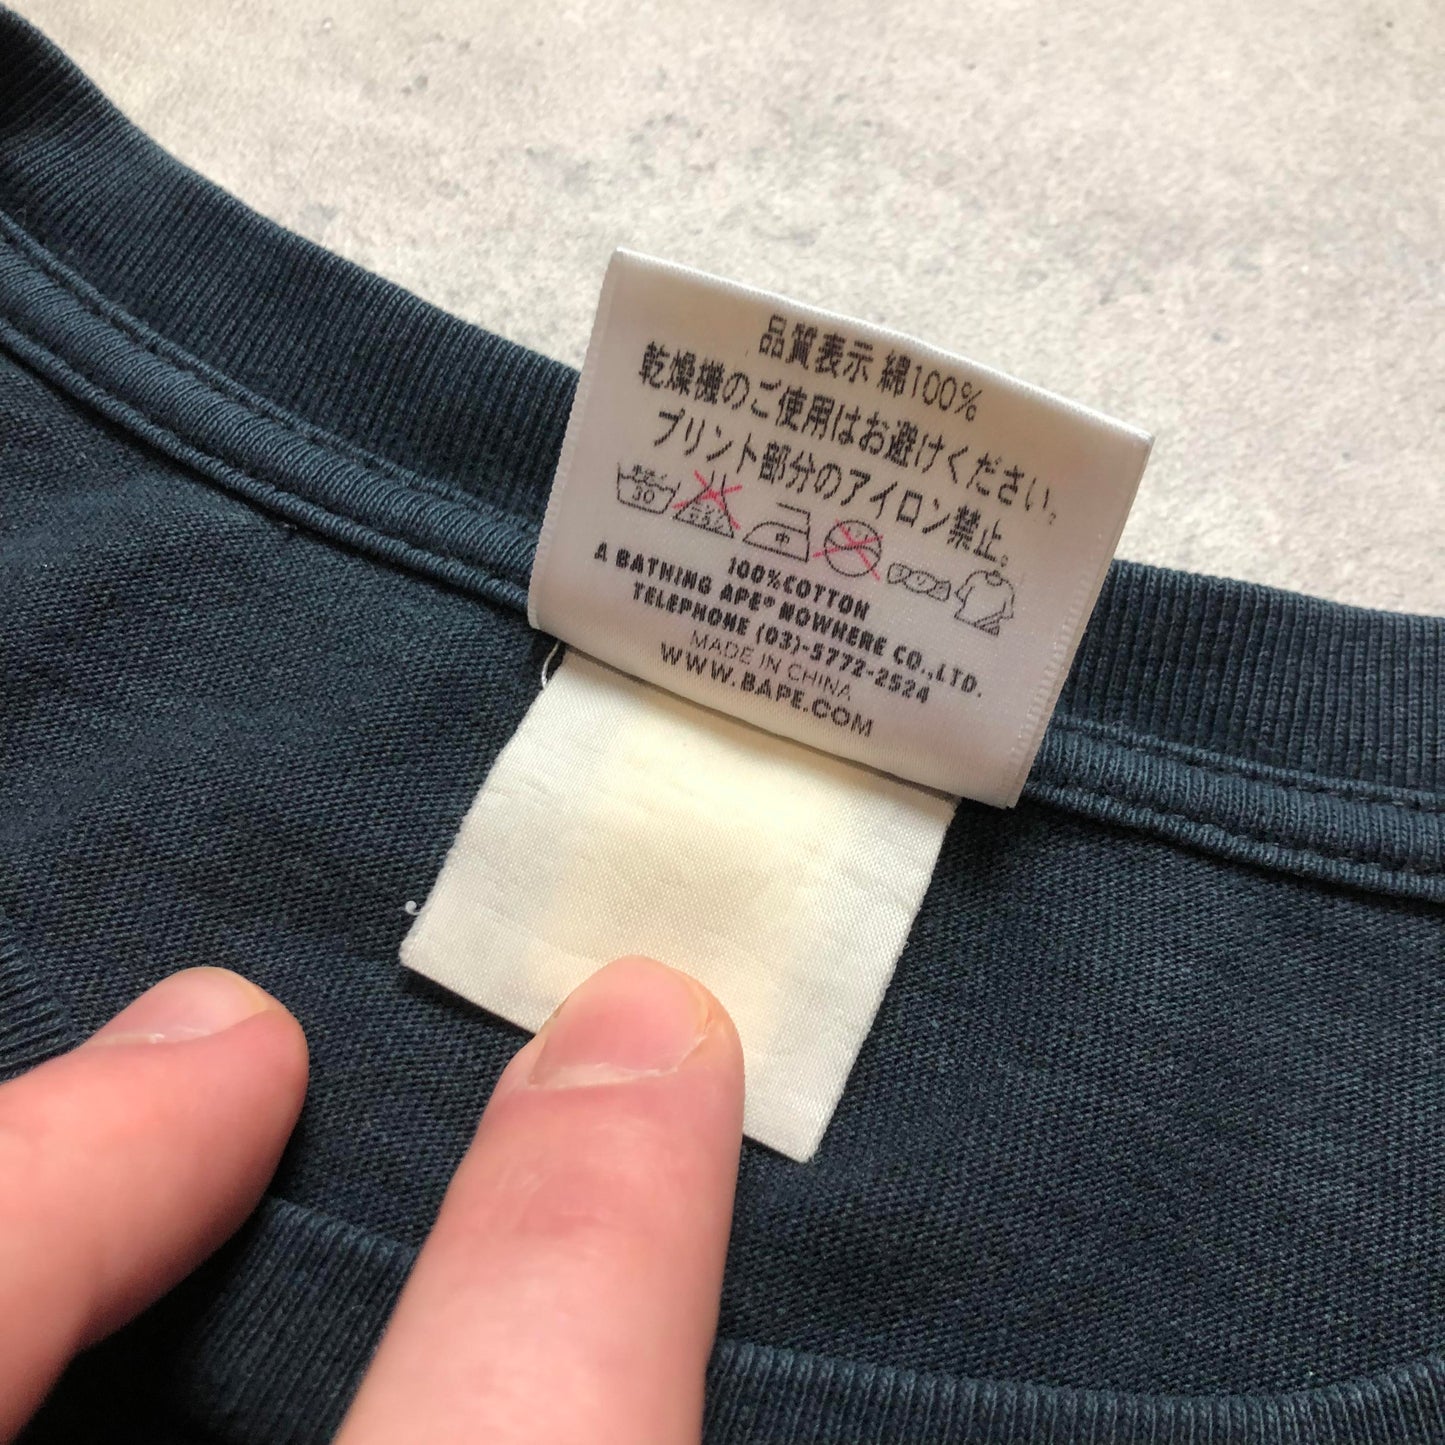 品質表示 綿100%
乾燥機のご使用はお避けください。
プリント部分のアイロン禁止。
30 中
100%COTTON
A BATHING APE® NOWHERE CO.,LTD.
TELEPHONE (03)-5772-2524
MADE IN CHINA
WWW.BAPE.COM